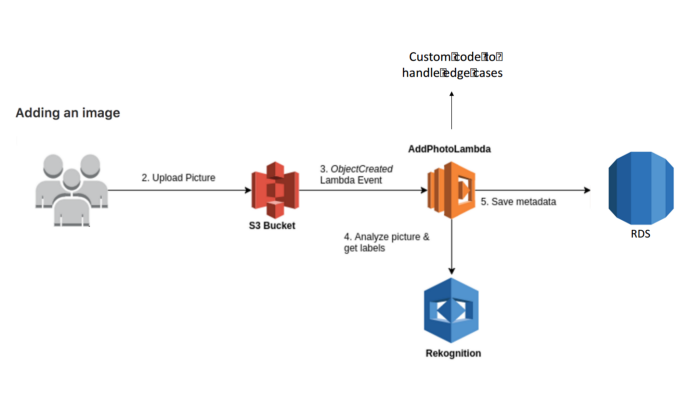 Custom code to
handle edge cases
Adding an image
AddPhotoLambda
2. Upload Picture
3. ObjectCreated
Lambda Event
5. Save metadata
S3 Bucket
4. Analyze picture &
get labels
RDS
Rekognition